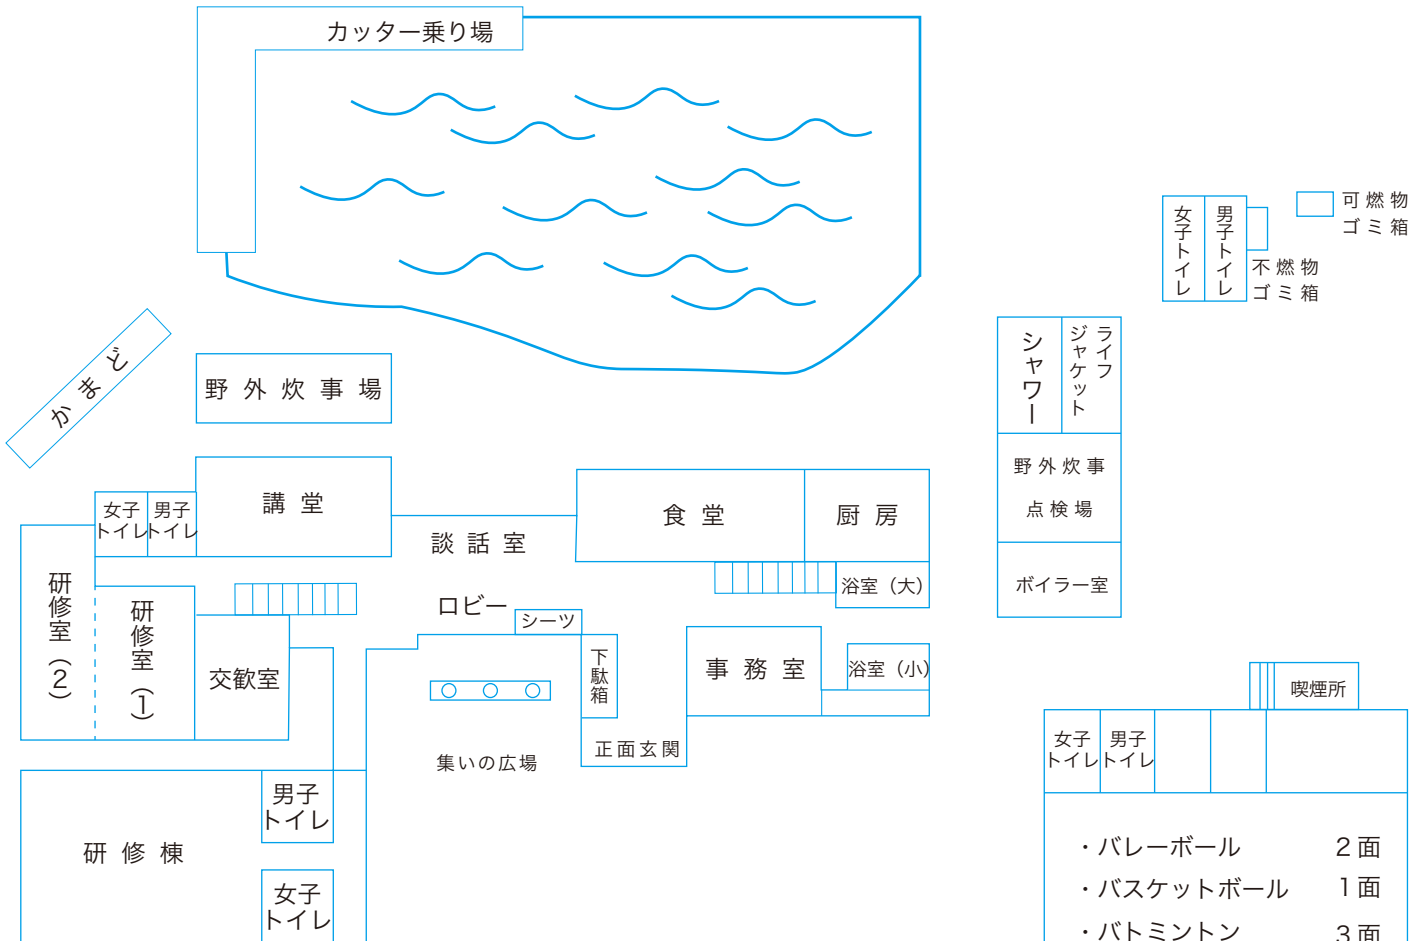 カッター乗り場
女子トイレ
男子トイレ
可燃物
ゴミ箱
不燃物
ゴミ箱
かまど
野外炊事場
シャワー
ライフ
ジャケット
野外炊事
点検場
ボイラー室
女子
トイレ
男子
トイレ
講堂
談話室
食堂
厨房
浴室（大）
研修室（2）
研修室（1）
交歓室
ロビー
シーツ
下駄箱
事務室
浴室（小）
正面玄関
集いの広場
喫煙所
女子
トイレ
男子
トイレ
研修棟
男子
トイレ
女子
トイレ
・バレーボール 2面
・バスケットボール 1面
・バトミントン 3面